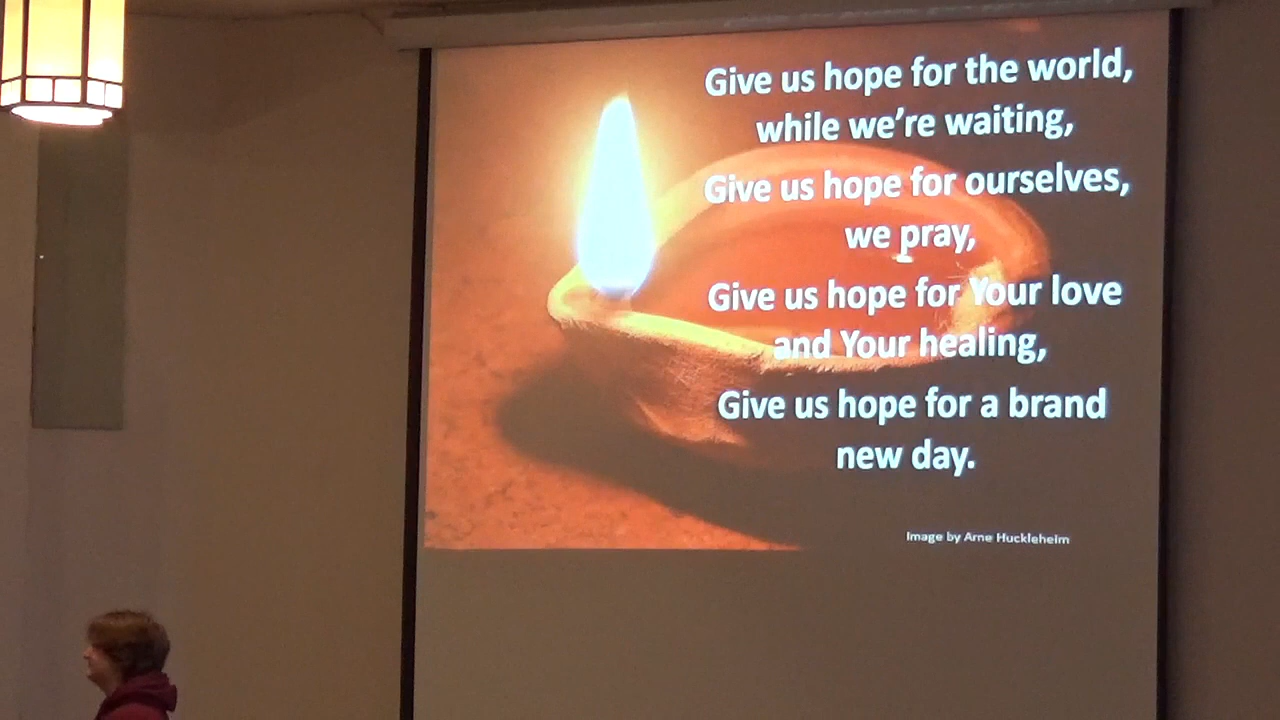 Give us hope for the world,
while we're waiting,
Give us hope for ourselves,
we pray,
Give us hope for Your love
and Your healing,
Give us hope for a brand
new day.
Image by Arne Huckleheim